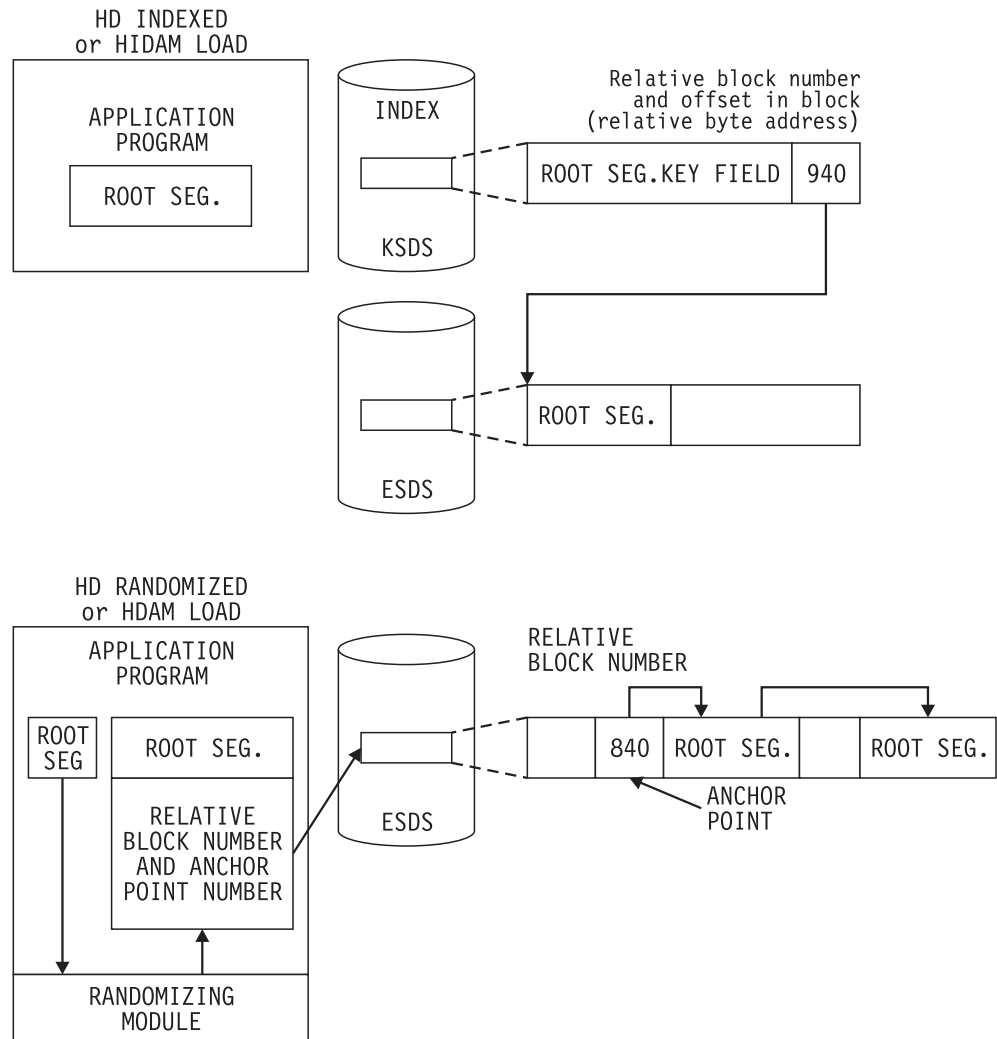 HD INDEXED
or HIDAM LOAD
APPLICATION
PROGRAM
ROOT SEG.
INDEX
KSDS
Relative block number
and offset in block
(relative byte address)
ROOT SEG.KEY FIELD
940
ESDS
ROOT SEG.
HD RANDOMIZED
or HDAM LOAD
APPLICATION
PROGRAM
ROOT
SEG
ROOT SEG.
RELATIVE
BLOCK NUMBER
AND ANCHOR
POINT NUMBER
RANDOMIZING
MODULE
ESDS
RELATIVE
BLOCK NUMBER
840
ROOT SEG.
ROOT SEG.
ANCHOR
POINT